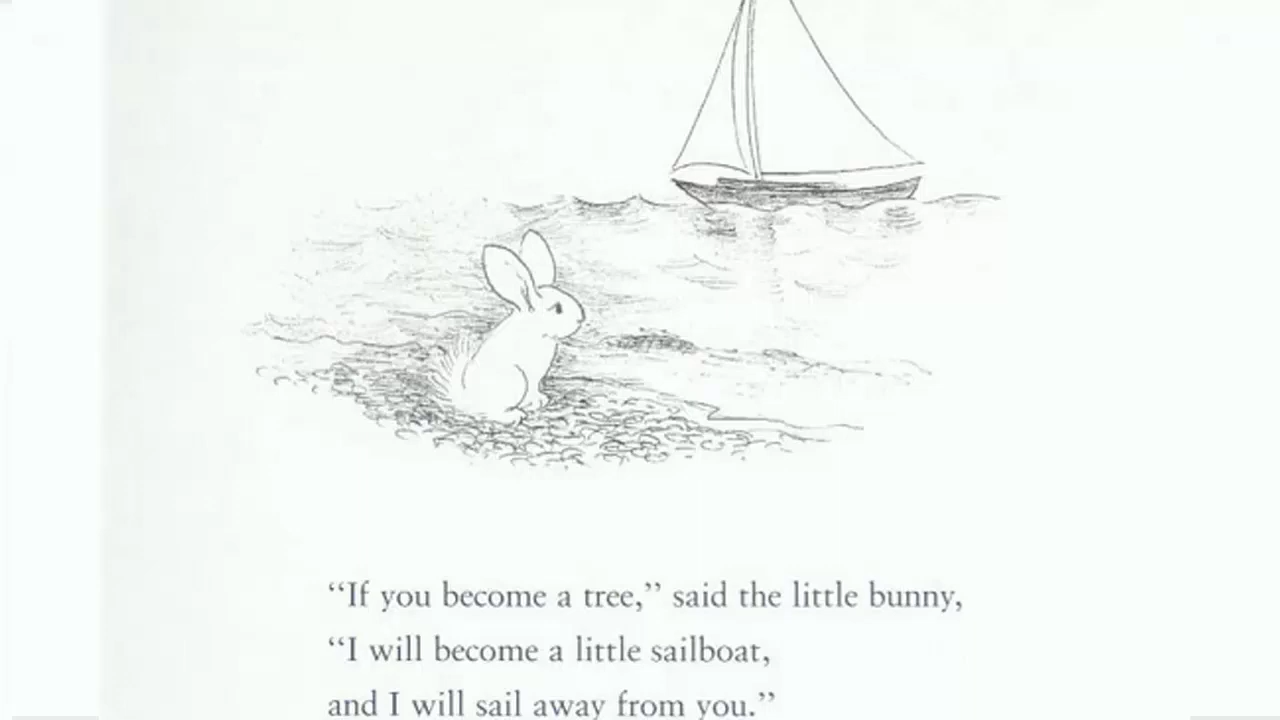 “If you become a tree,” said the little bunny,
“I will become a little sailboat,
and I will sail away from you.”